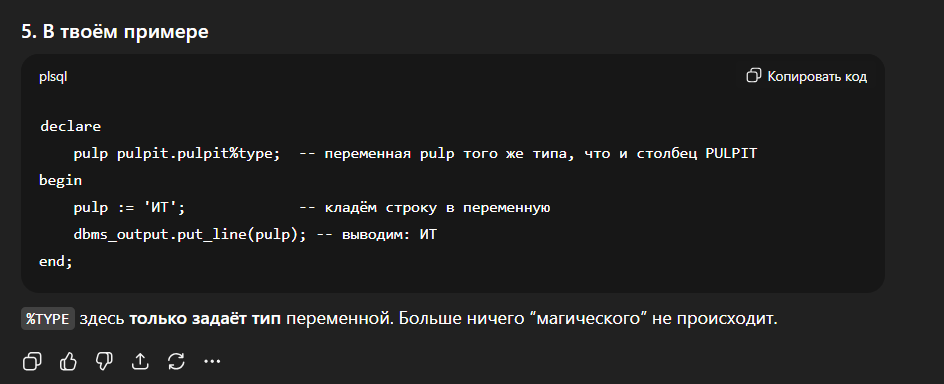 5. В твоём примере
plsql
Копировать код
declare
    pulp pulpit.pulpit%type;  -- переменная pulp того же типа, что и столбец PULPIT
begin
    pulp := 'ИТ';             -- кладём строку в переменную
    dbms_output.put_line(pulp); -- выводим: ИТ
end;
%TYPE здесь только задаёт тип переменной. Больше ничего “магического” не происходит.